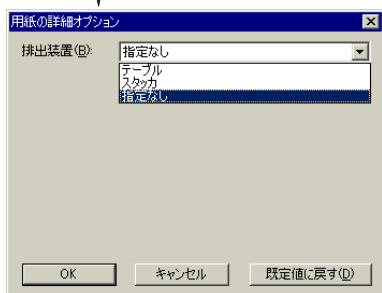 用紙の詳細オプション
排出装置(B): 指定なし
テーブル
スタッカ
指定なし
OK キャンセル 既定値に戻す(D)